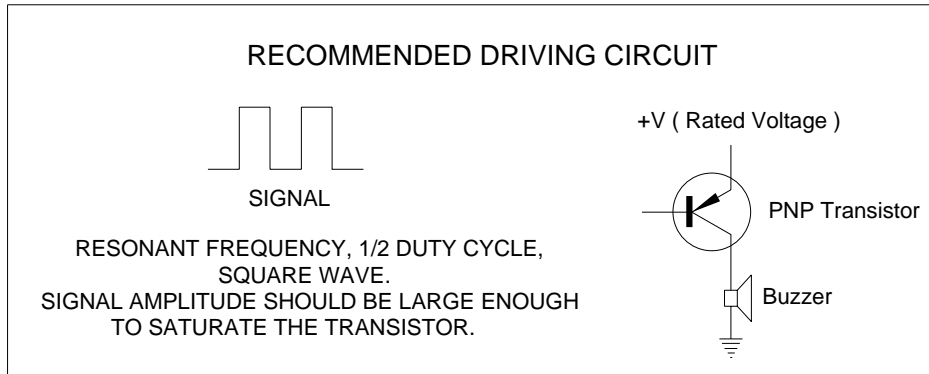 RECOMMENDED DRIVING CIRCUIT
+V ( Rated Voltage )
SIGNAL
PNP Transistor
RESONANT FREQUENCY, 1/2 DUTY CYCLE,
SQUARE WAVE.
SIGNAL AMPLITUDE SHOULD BE LARGE ENOUGH
TO SATURATE THE TRANSISTOR.
Buzzer